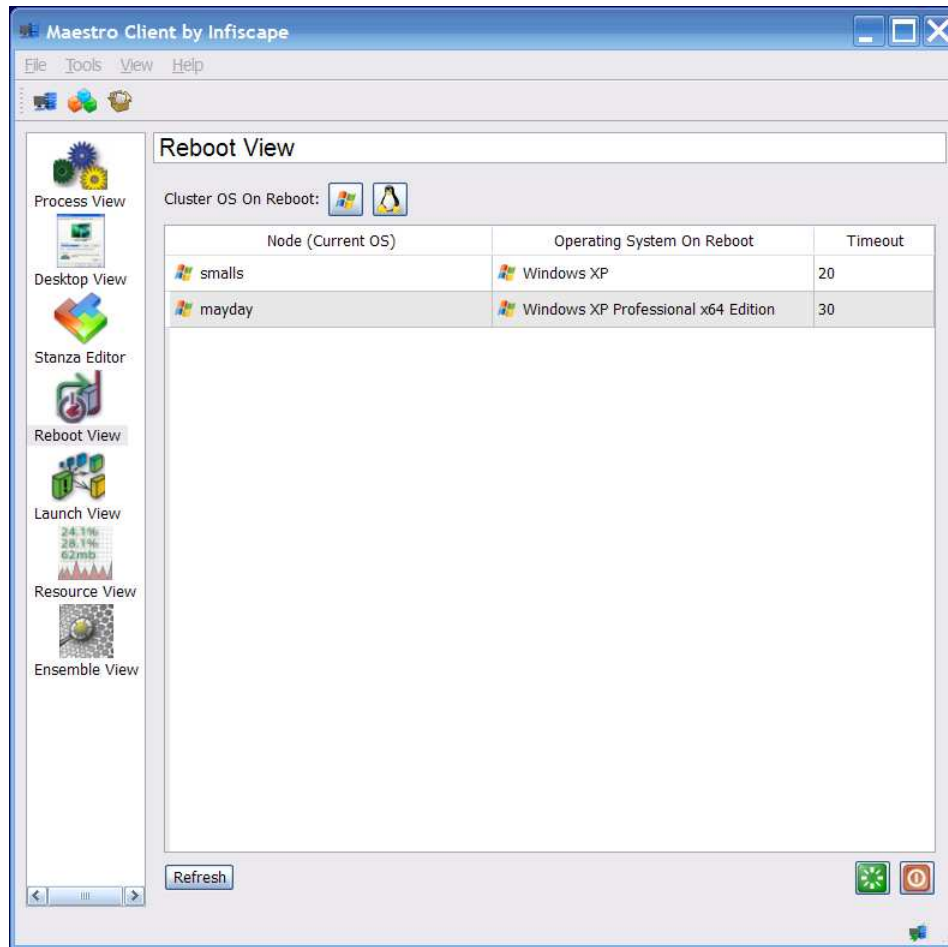 Maestro Client by Infiscape
File Tools View Help
Reboot View
Cluster OS On Reboot:
Node (Current OS) Operating System On Reboot Timeout
smalls Windows XP 20
mayday Windows XP Professional x64 Edition 30
Process View
Desktop View
Stanza Editor
Reboot View
Launch View
24.1%
28.1%
62mb
Resource View
Ensemble View
Refresh